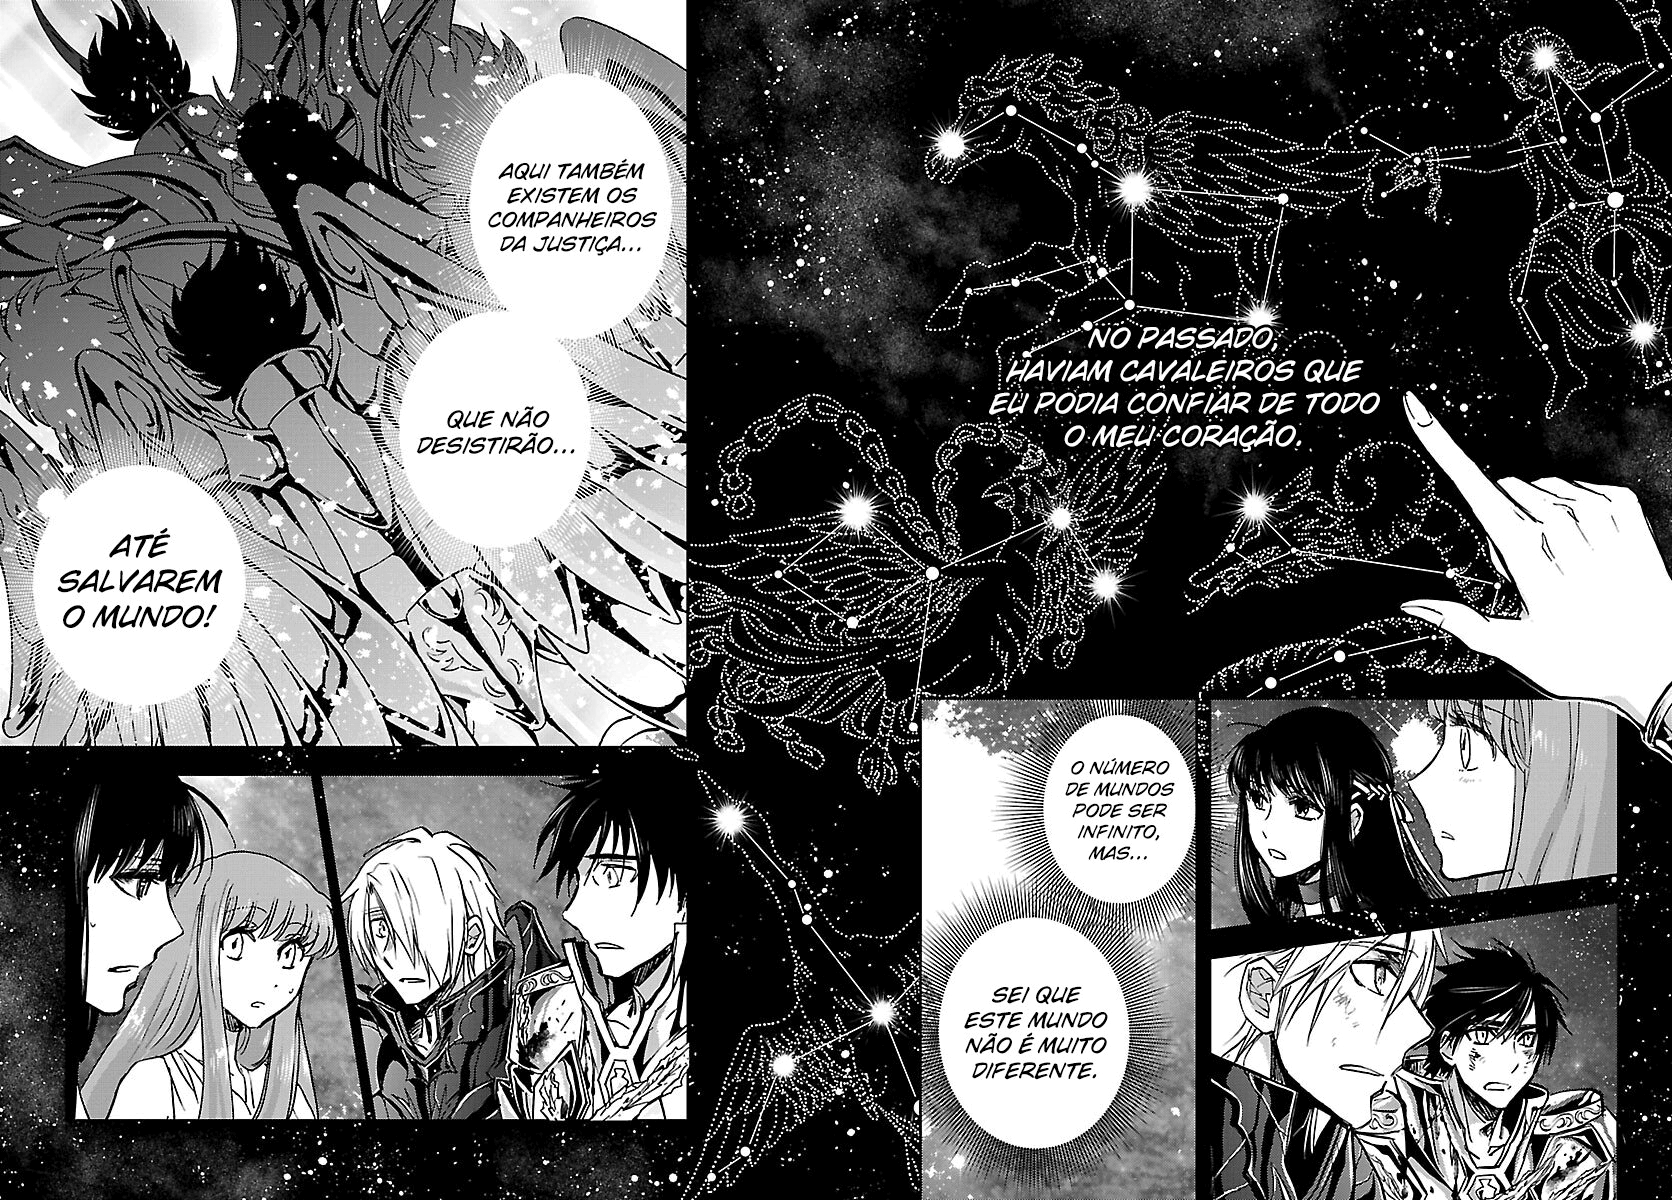 NO PASSADO,
HAVIAM CAVALEIROS QUE
EU PODIA CONFIAR DE TODO
O MEU CORAÇÃO.
O NÚMERO
DE MUNDOS
PODE SER
INFINITO,
MAS...
SEI QUE
ESTE MUNDO
NÃO É MUITO
DIFERENTE.
AQUI TAMBÉM
EXISTEM OS
COMPANHEIROS
DA JUSTIÇA...
QUE NÃO
DESISTIRÃO...
ATÉ
SALVAREM
O MUNDO!